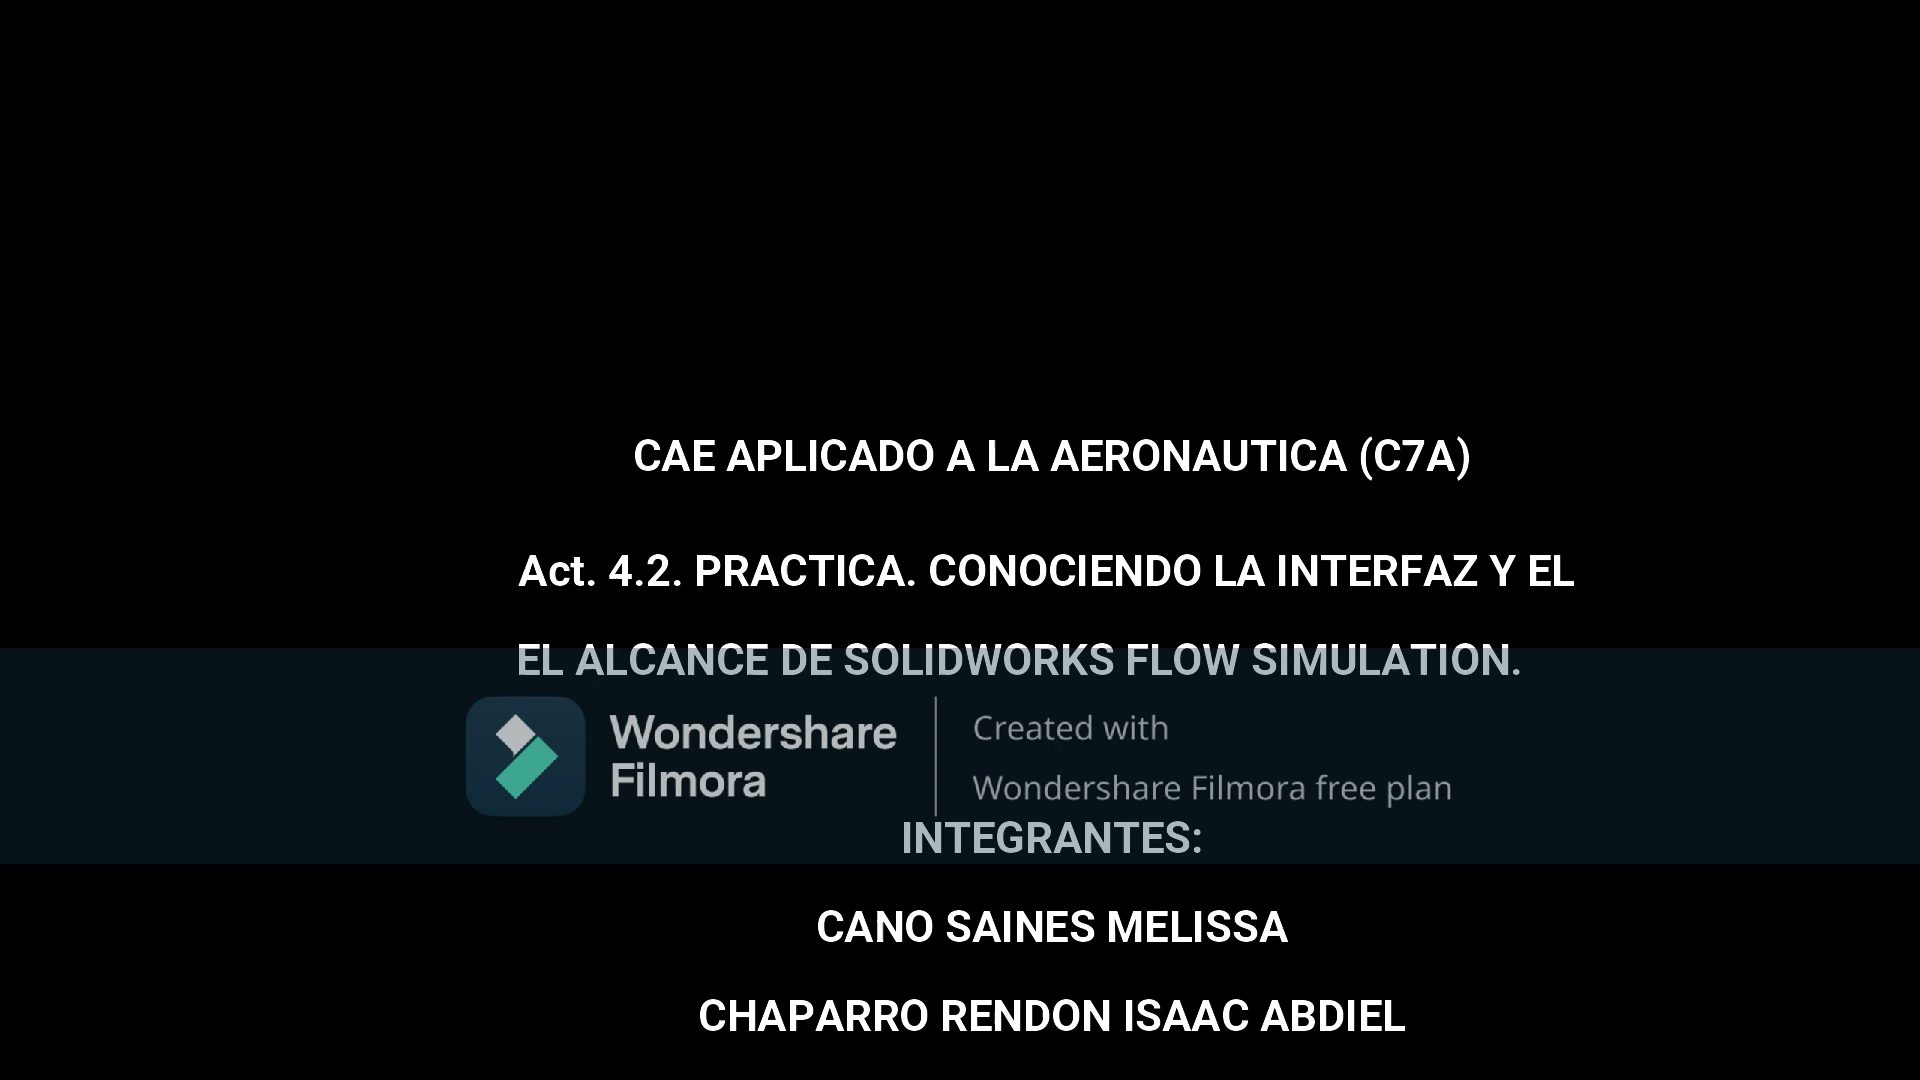 CAE APLICADO A LA AERONAUTICA (C7A)
Act. 4.2. PRACTICA. CONOCIENDO LA INTERFAZ Y EL
EL ALCANCE DE SOLIDWORKS FLOW SIMULATION.
Wondershare
Filmora
Created with
Wondershare Filmora free plan
INTEGRANTES:
CANO SAINES MELISSA
CHAPARRO RENDON ISAAC ABDIEL